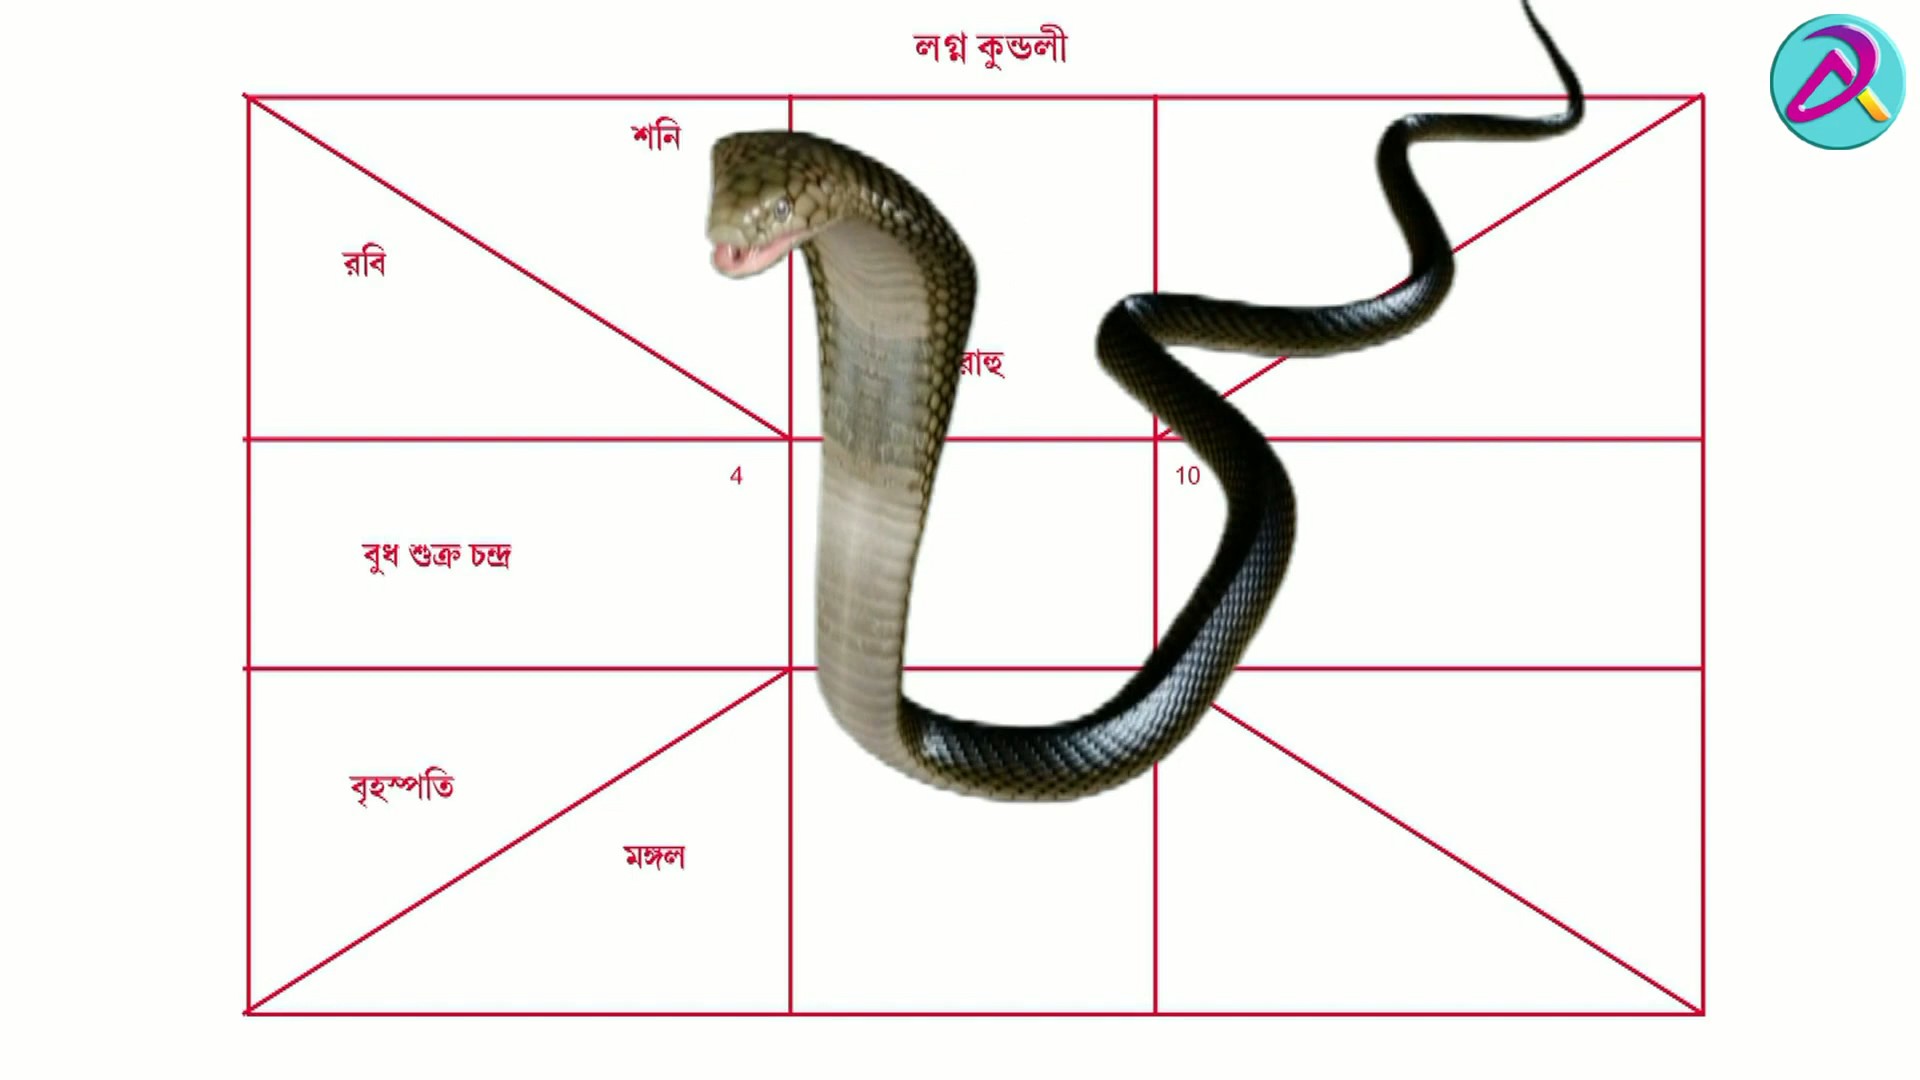 লগ্ন কুন্ডলী
শনি
রবি
রাহু
4
10
বুধ শুক্র চন্দ্র
বৃহস্পতি
মঙ্গল